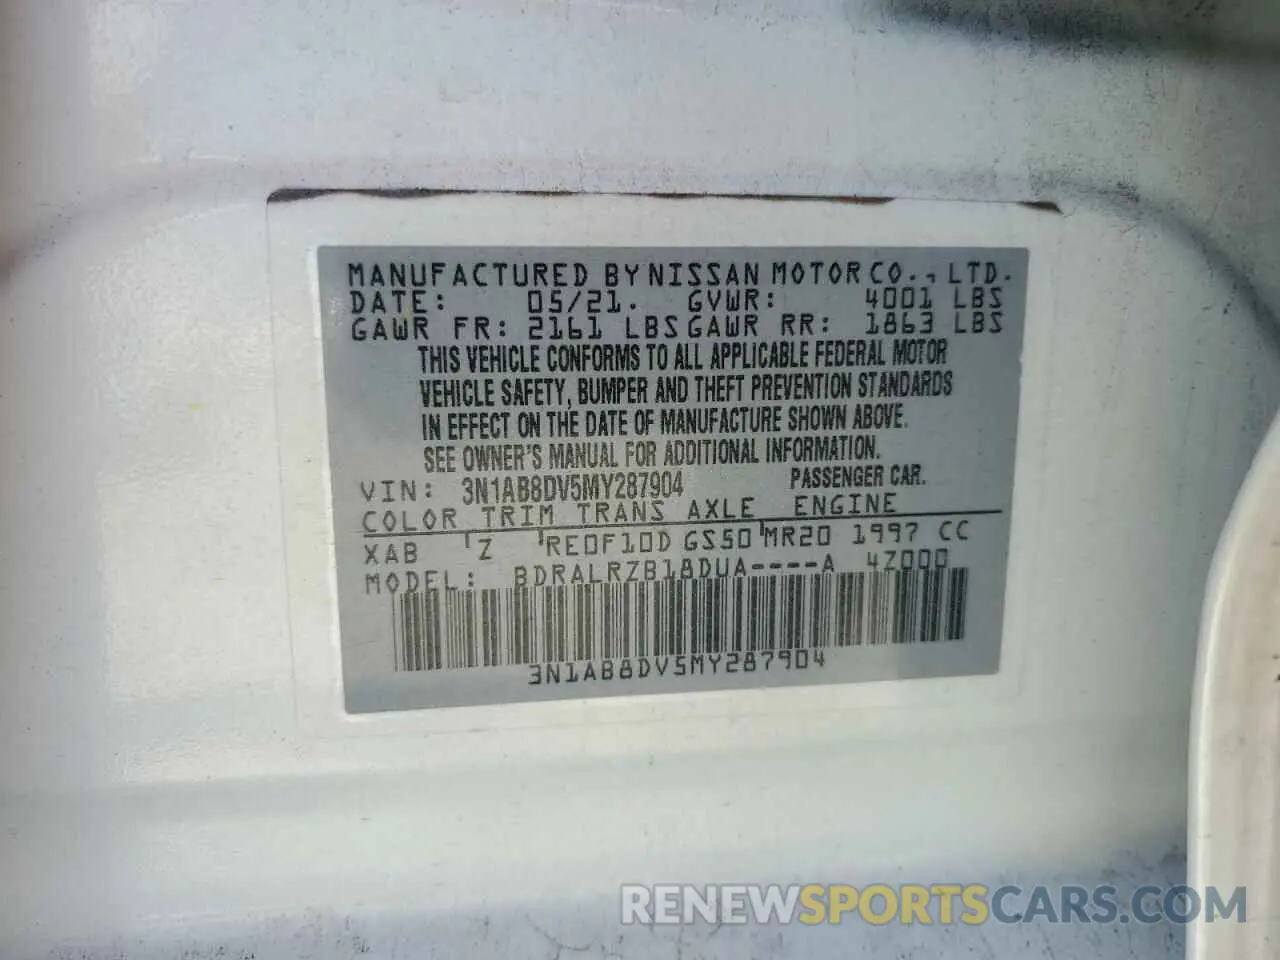 MANUFACTURED BY NISSAN MOTOR CO., LTD.
DATE: 05/21. GVWR: 4001 LBS
GAWR FR: 2161 LBS GAWR RR: 1863 LBS
THIS VEHICLE CONFORMS TO ALL APPLICABLE FEDERAL MOTOR
VEHICLE SAFETY, BUMPER AND THEFT PREVENTION STANDARDS
IN EFFECT ON THE DATE OF MANUFACTURE SHOWN ABOVE.
SEE OWNER'S MANUAL FOR ADDITIONAL INFORMATION.
VIN: 3N1AB8DV5MY287904 PASSENGER CAR.
COLOR TRIM TRANS AXLE ENGINE
XAB Z RE0F10D GS50 MR20 1997 CC
MODEL: BDRALRZB18DUA----A 4Z000
3N1AB8DV5MY287904
RENEWSPORTSCARS.COM